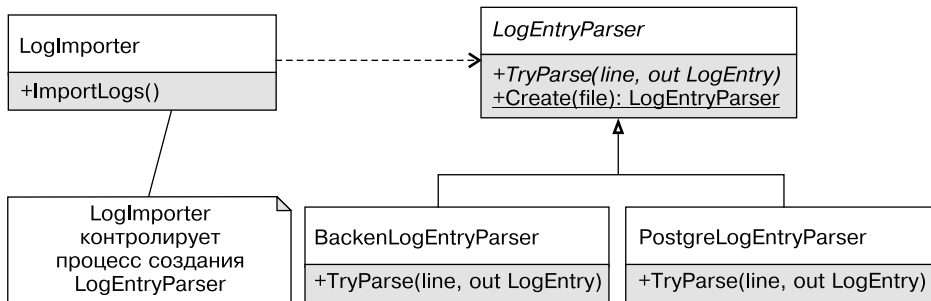 LogImporter
+ImportLogs()
LogEntryParser
+TryParse(line, out LogEntry)
+Create(file): LogEntryParser
LogImporter
контролирует
процесс создания
LogEntryParser
BackenLogEntryParser
+TryParse(line, out LogEntry)
PostgreLogEntryParser
+TryParse(line, out LogEntry)